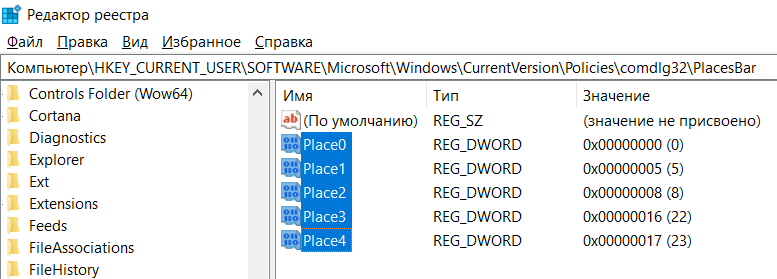 Редактор реестра
Файл Правка Вид Избранное Справка
Компьютер\HKEY_CURRENT_USER\SOFTWARE\Microsoft\Windows\CurrentVersion\Policies\comdlg32\PlacesBar
Controls Folder (Wow64)
Cortana
Diagnostics
Explorer
Ext
Extensions
Feeds
FileAssociations
FileHistory
Имя Тип Значение
(По умолчанию) REG_SZ (значение не присвоено)
Place0 REG_DWORD 0x00000000 (0)
Place1 REG_DWORD 0x00000005 (5)
Place2 REG_DWORD 0x00000008 (8)
Place3 REG_DWORD 0x00000016 (22)
Place4 REG_DWORD 0x00000017 (23)